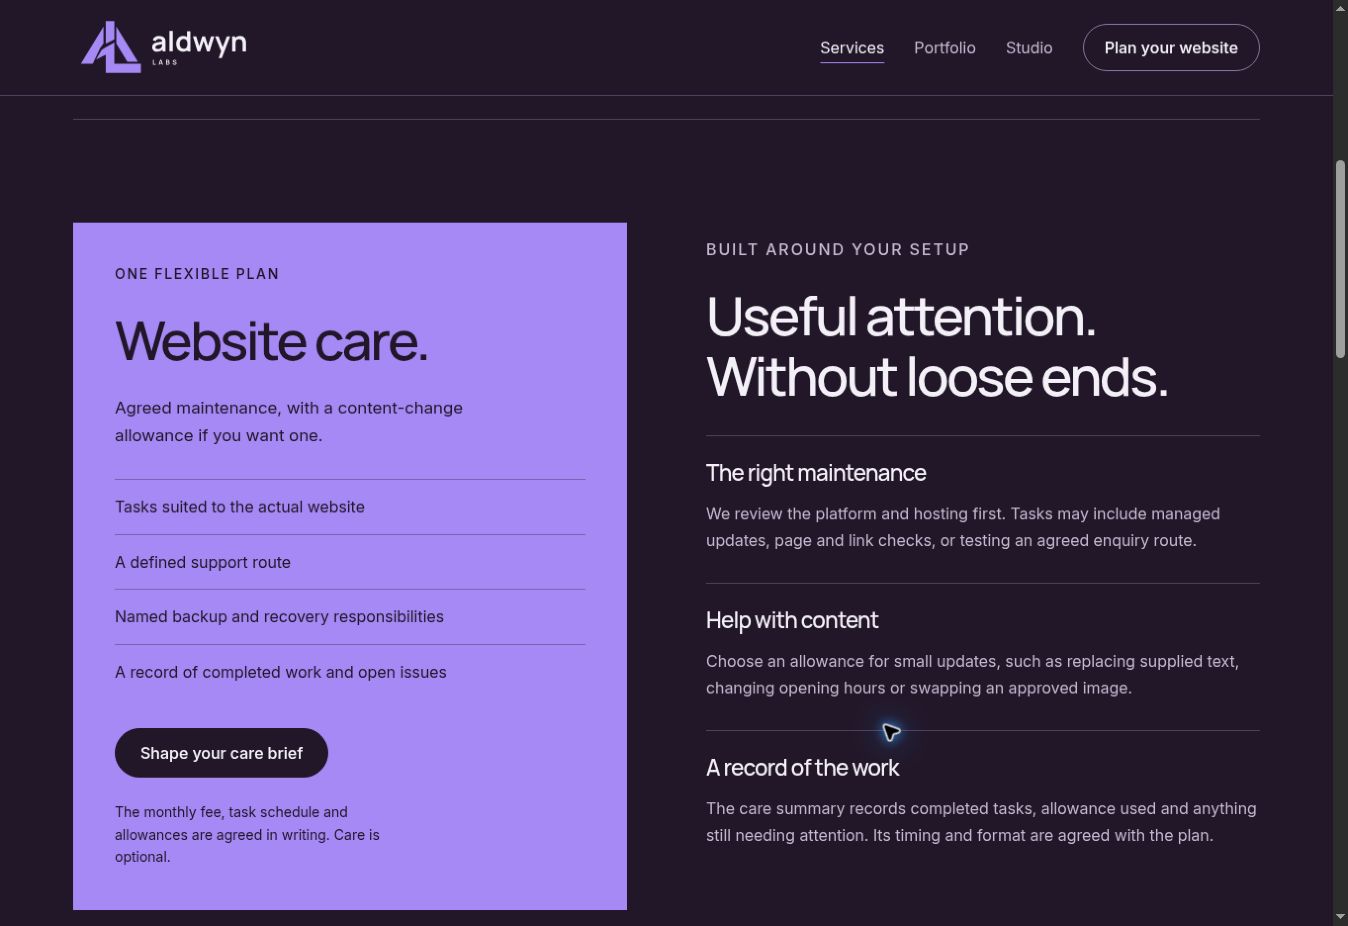 aldwyn
LABS
Services
Portfolio
Studio
Plan your website
ONE FLEXIBLE PLAN
Website care.
Agreed maintenance, with a content-change
allowance if you want one.
Tasks suited to the actual website
A defined support route
Named backup and recovery responsibilities
A record of completed work and open issues
Shape your care brief
The monthly fee, task schedule and
allowances are agreed in writing. Care is
optional.
BUILT AROUND YOUR SETUP
Useful attention.
Without loose ends.
The right maintenance
We review the platform and hosting first. Tasks may include managed
updates, page and link checks, or testing an agreed enquiry route.
Help with content
Choose an allowance for small updates, such as replacing supplied text,
changing opening hours or swapping an approved image.
A record of the work
The care summary records completed tasks, allowance used and anything
still needing attention. Its timing and format are agreed with the plan.